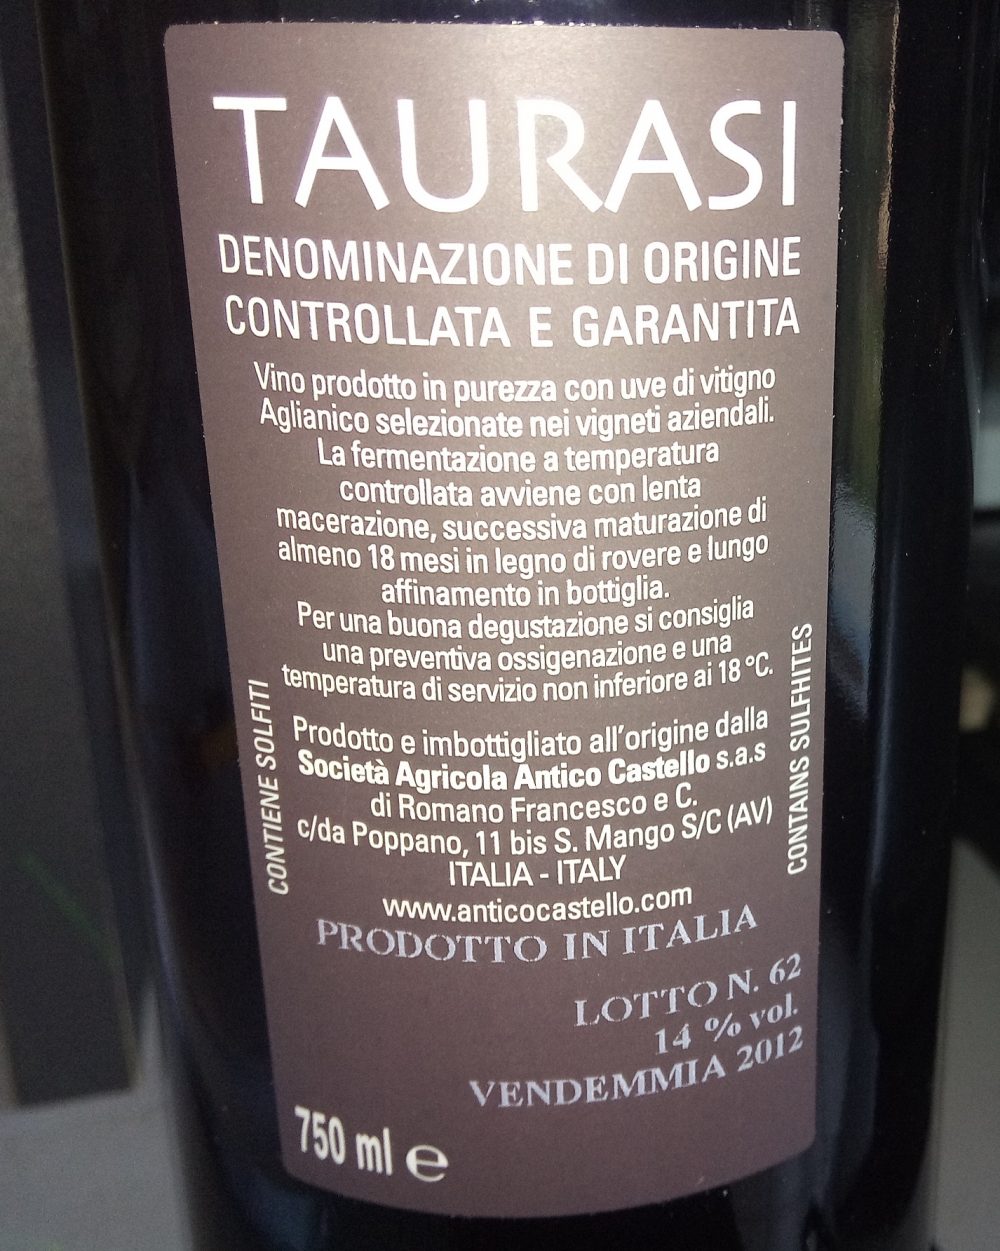 TAURASI
DENOMINAZIONE DI ORIGINE
CONTROLLATA E GARANTITA
Vino prodotto in purezza con uve di vitigno
Aglianico selezionate nei vigneti aziendali.
La fermentazione a temperatura
controllata avviene con lenta
macerazione, successiva maturazione di
almeno 18 mesi in legno di rovere e lungo
affinamento in bottiglia.
Per una buona degustazione si consiglia
una preventiva ossigenazione e una
temperatura di servizio non inferiore ai 18 °C.
CONTIENE SOLFITI
CONTAINS SULFHITES
Prodotto e imbottigliato all'origine dalla
Società Agricola Antico Castello s.a.s
di Romano Francesco e C.
c/da Poppano, 11 bis S. Mango S/C (AV)
ITALIA - ITALY
www.anticocastello.com
PRODOTTO IN ITALIA
LOTTO N. 62
14 % vol.
VENDEMMIA 2012
750 ml e